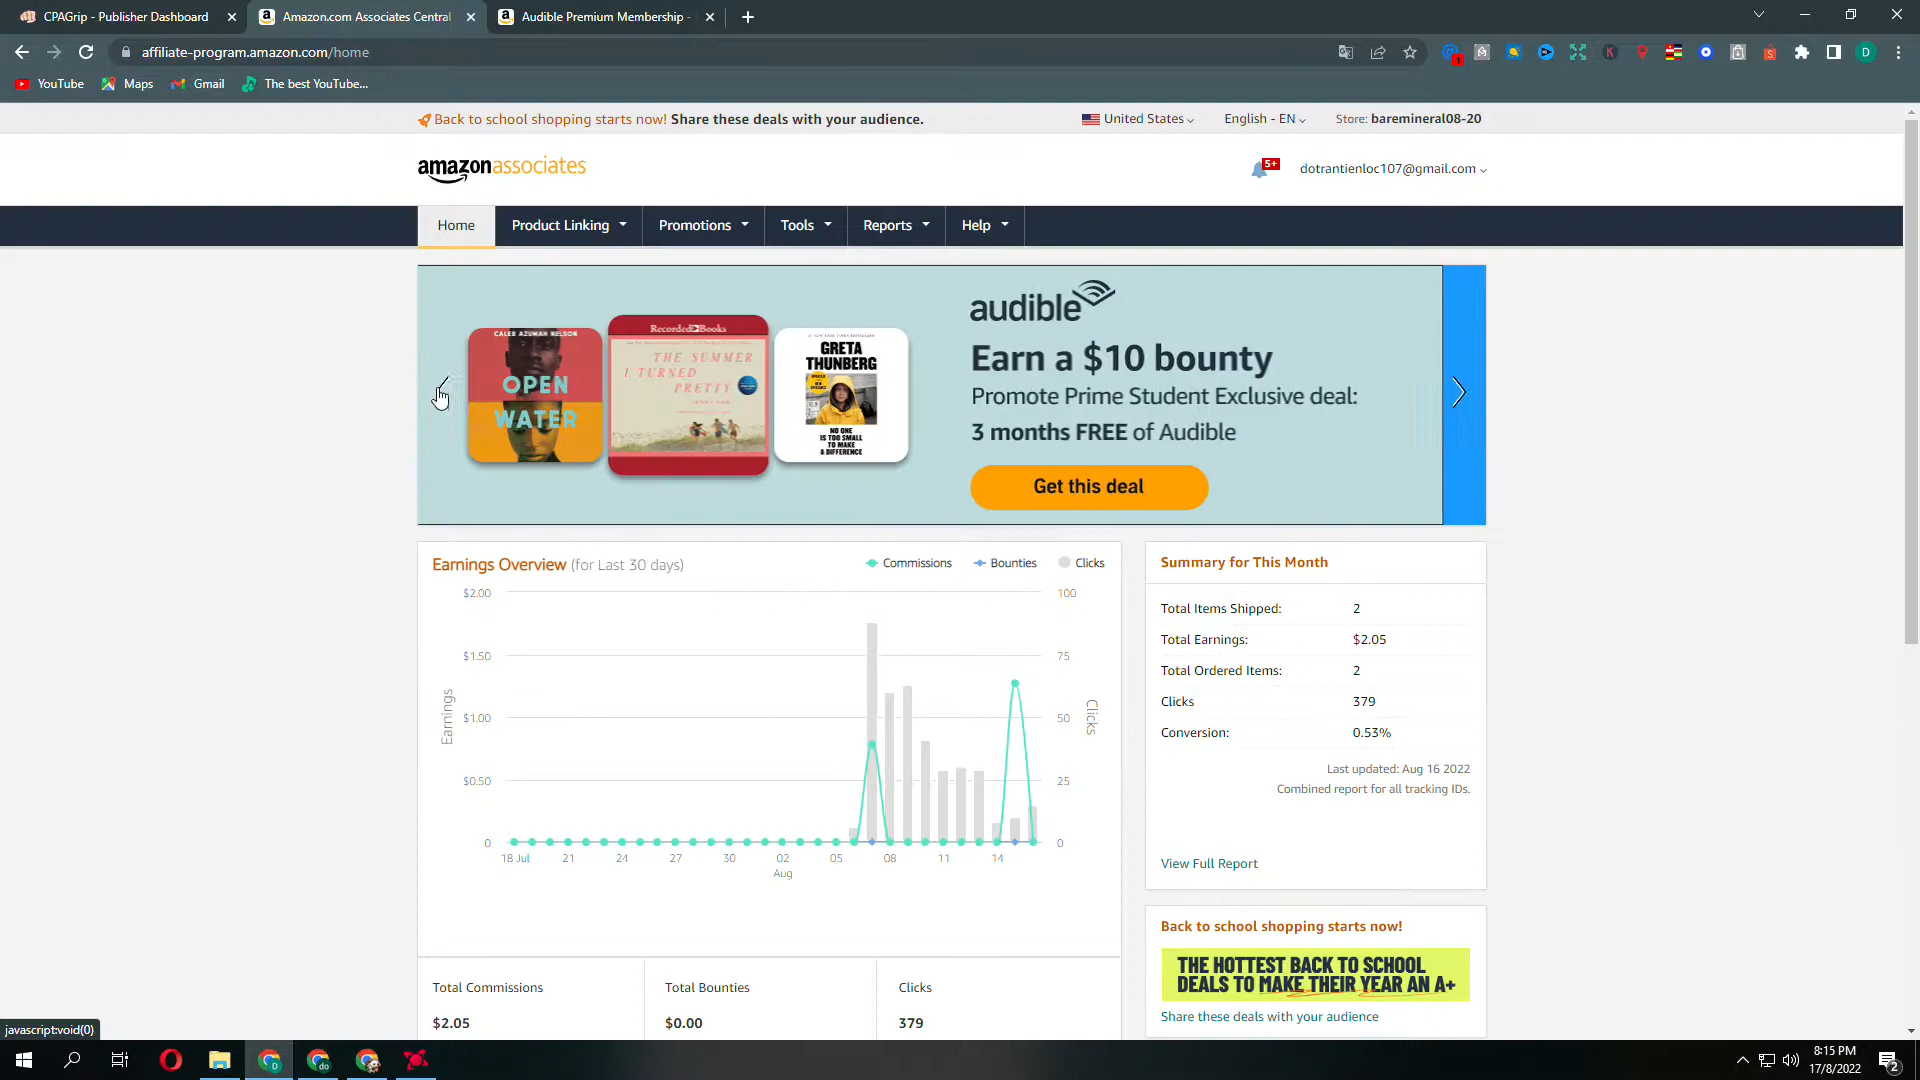 CPAGrip - Publisher Dashboard
Amazon.com Associates Central
Audible Premium Membership -
affiliate-program.amazon.com/home
YouTube
Maps
Gmail
The best YouTube...
Back to school shopping starts now! Share these deals with your audience.
United States
English - EN
Store: baremineral08-20
amazonassociates
5+
dotrantienloc107@gmail.com
Home
Product Linking
Promotions
Tools
Reports
Help
CALEB AZUMAH NELSON
OPEN
WATER
Recorded Books
THE SUMMER
I TURNED
PRETTY
JENNY HAN
GRETA
THUNBERG
NO ONE
IS TOO SMALL
TO MAKE
A DIFFERENCE
audible
Earn a $10 bounty
Promote Prime Student Exclusive deal:
3 months FREE of Audible
Get this deal
Earnings Overview (for Last 30 days)
Commissions
Bounties
Clicks
$2.00
$1.50
$1.00
$0.50
0
Earnings
100
75
50
25
0
Clicks
18 Jul
21
24
27
30
02
05
08
11
14
Aug
Summary for This Month
Total Items Shipped: 2
Total Earnings: $2.05
Total Ordered Items: 2
Clicks 379
Conversion: 0.53%
Last updated: Aug 16 2022
Combined report for all tracking IDs.
View Full Report
Back to school shopping starts now!
THE HOTTEST BACK TO SCHOOL
DEALS TO MAKE THEIR YEAR AN A+
Share these deals with your audience
Total Commissions
$2.05
Total Bounties
$0.00
Clicks
379
javascript:void(0)
8:15 PM
17/8/2022
2